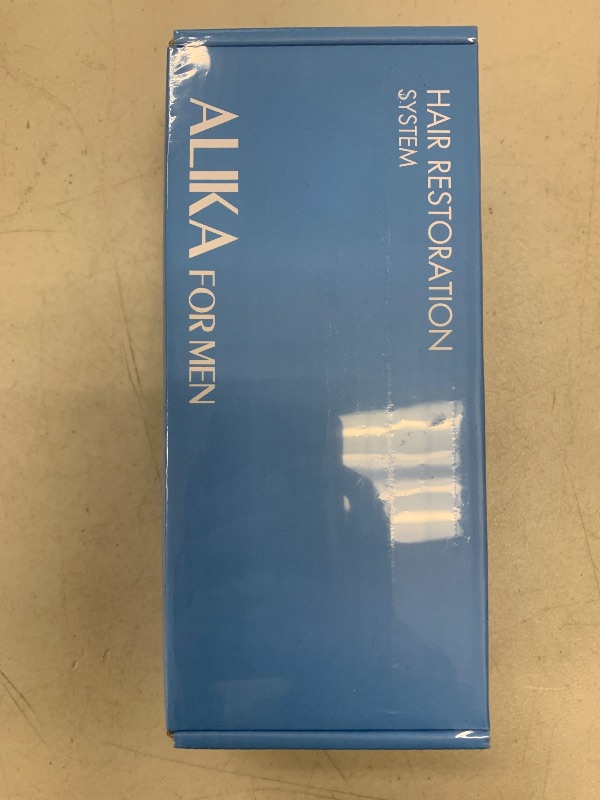 HAIR RESTORATION
SYSTEM
ALIKA FOR MEN